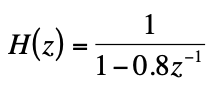 H(z) = 1 / (1 − 0.8z⁻¹)